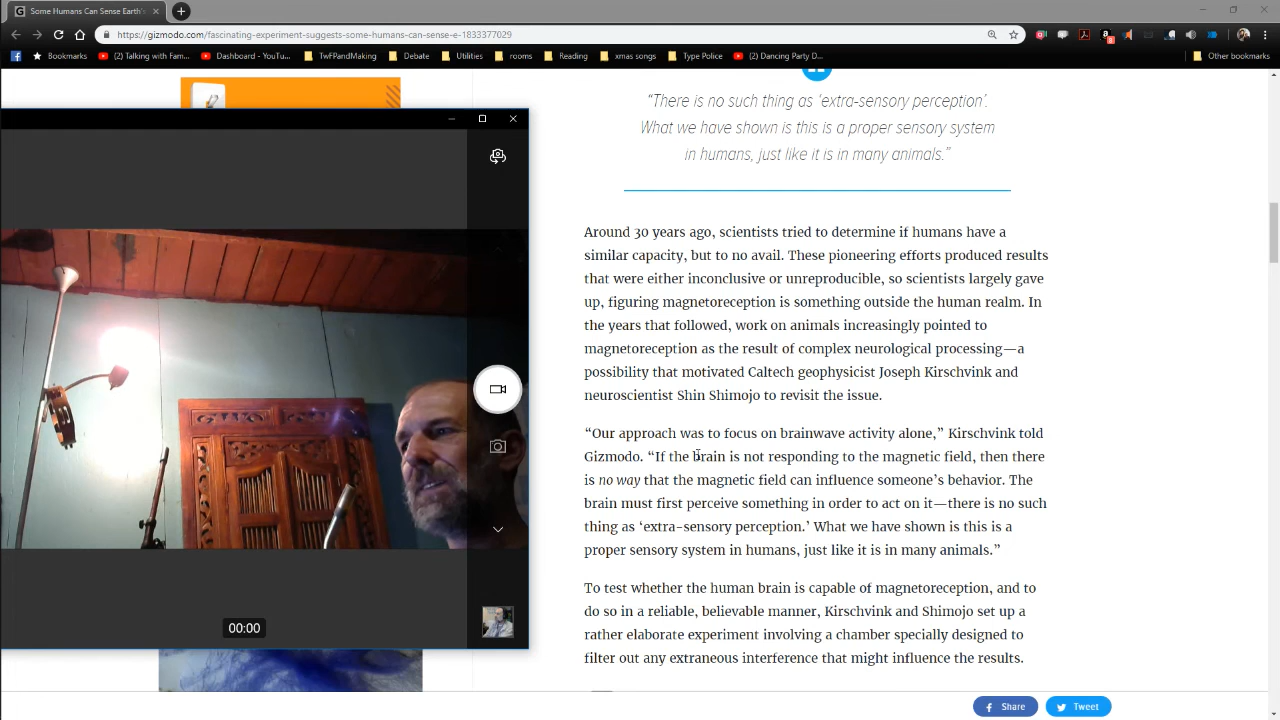 Some Humans Can Sense Earth's
https://gizmodo.com/fascinating-experiment-suggests-some-humans-can-sense-e-1833377029
Bookmarks
(2) Talking with Fam...
Dashboard - YouTu...
TwFPandMaking
Debate
Utilities
rooms
Reading
xmas songs
Type Police
(2) Dancing Party D...
Other bookmarks
“There is no such thing as ‘extra-sensory perception’.
What we have shown is this is a proper sensory system
in humans, just like it is in many animals.”
Around 30 years ago, scientists tried to determine if humans have a
similar capacity, but to no avail. These pioneering efforts produced results
that were either inconclusive or unreproducible, so scientists largely gave
up, figuring magnetoreception is something outside the human realm. In
the years that followed, work on animals increasingly pointed to
magnetoreception as the result of complex neurological processing—a
possibility that motivated Caltech geophysicist Joseph Kirschvink and
neuroscientist Shin Shimojo to revisit the issue.
“Our approach was to focus on brainwave activity alone,” Kirschvink told
Gizmodo. “If the brain is not responding to the magnetic field, then there
is no way that the magnetic field can influence someone’s behavior. The
brain must first perceive something in order to act on it—there is no such
thing as ‘extra-sensory perception.’ What we have shown is this is a
proper sensory system in humans, just like it is in many animals.”
To test whether the human brain is capable of magnetoreception, and to
do so in a reliable, believable manner, Kirschvink and Shimojo set up a
rather elaborate experiment involving a chamber specially designed to
filter out any extraneous interference that might influence the results.
00:00
Share
Tweet